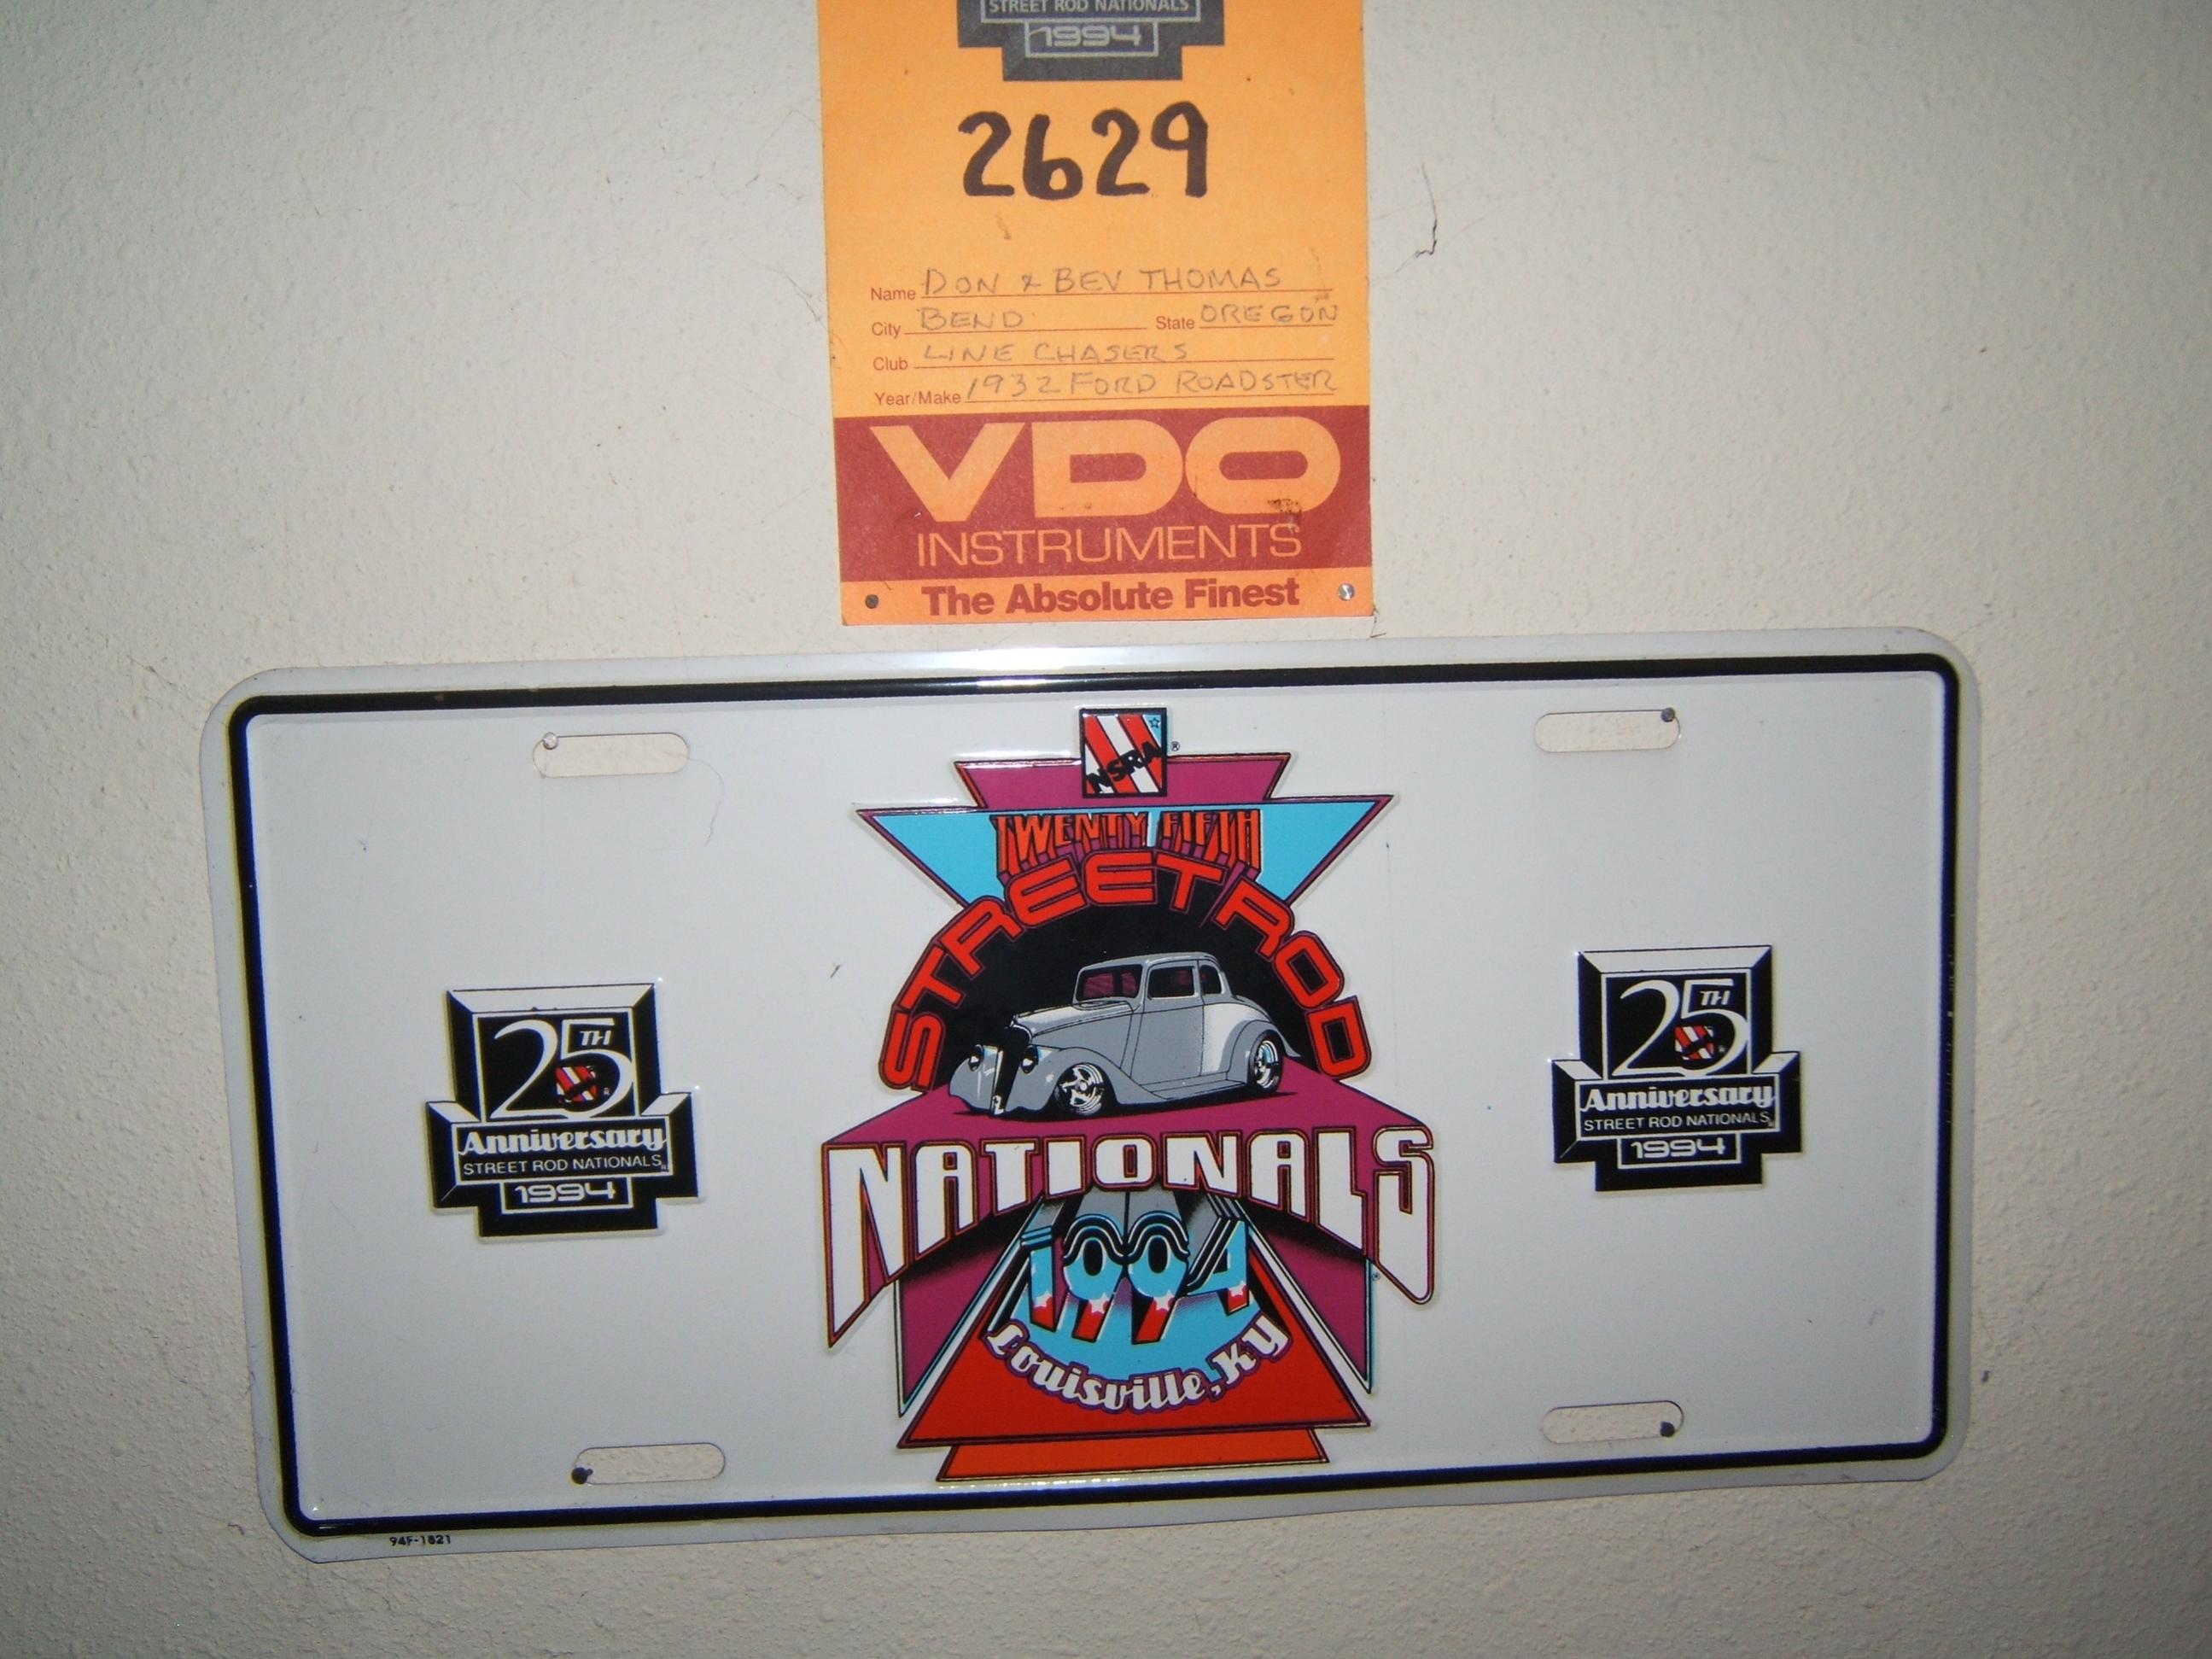 STREET ROD NATIONALS
1994
2629
Name DON & BEV THOMAS
City BEND State OREGON
Club LINE CHASERS
Year/Make 1932 FORD ROADSTER
VDO
INSTRUMENTS
The Absolute Finest
NSRA®
TWENTY FIFTH
STREET ROD
NATIONALS
1994
Louisville, KY
25TH
Anniversary
STREET ROD NATIONALS
1994
25TH
Anniversary
STREET ROD NATIONALS
1994
94F-1821